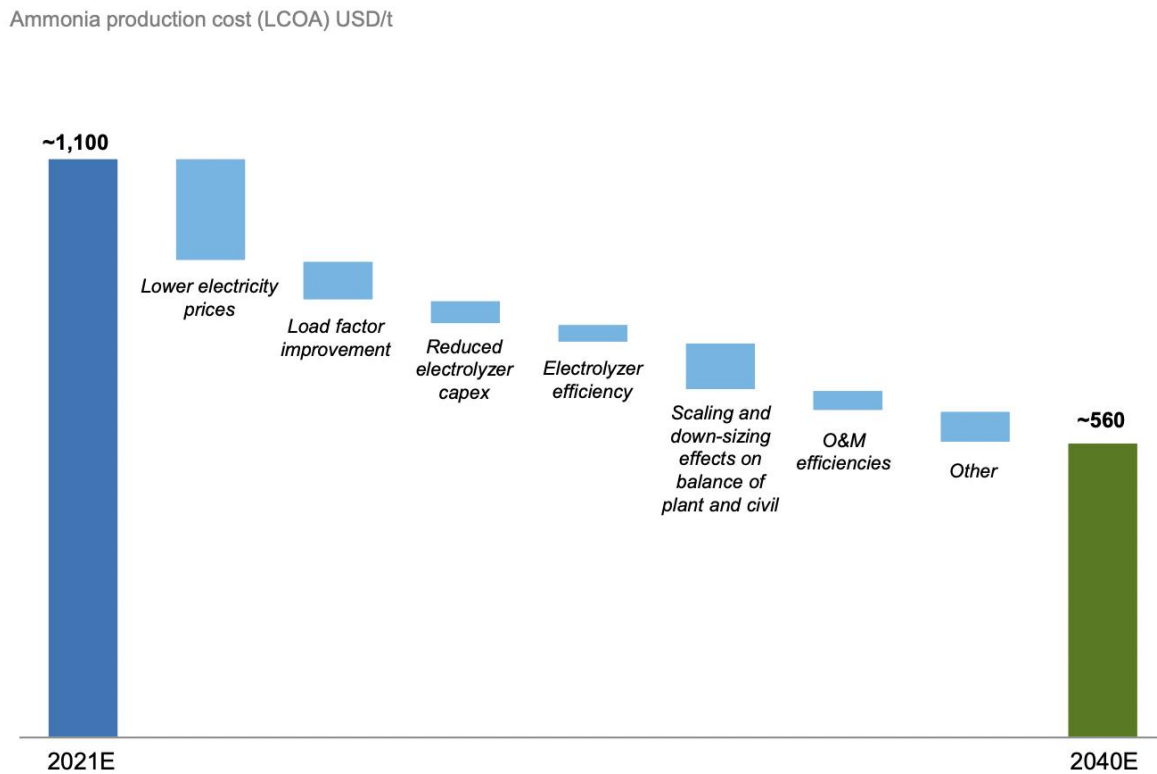 Ammonia production cost (LCOA) USD/t
~1,100
Lower electricity
prices
Load factor
improvement
Reduced
electrolyzer
capex
Electrolyzer
efficiency
Scaling and
down-sizing
effects on
balance of
plant and civil
O&M
efficiencies
Other
~560
2021E
2040E